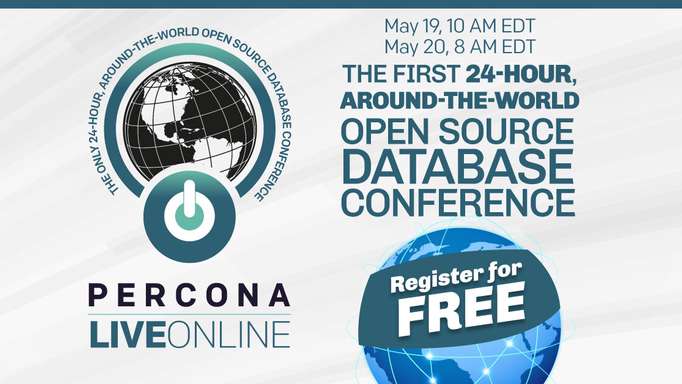 THE ONLY 24-HOUR, AROUND-THE-WORLD OPEN SOURCE DATABASE CONFERENCE
PERCONA
LIVEONLINE
May 19, 10 AM EDT
May 20, 8 AM EDT
THE FIRST 24-HOUR,
AROUND-THE-WORLD
OPEN SOURCE
DATABASE
CONFERENCE
Register for
FREE